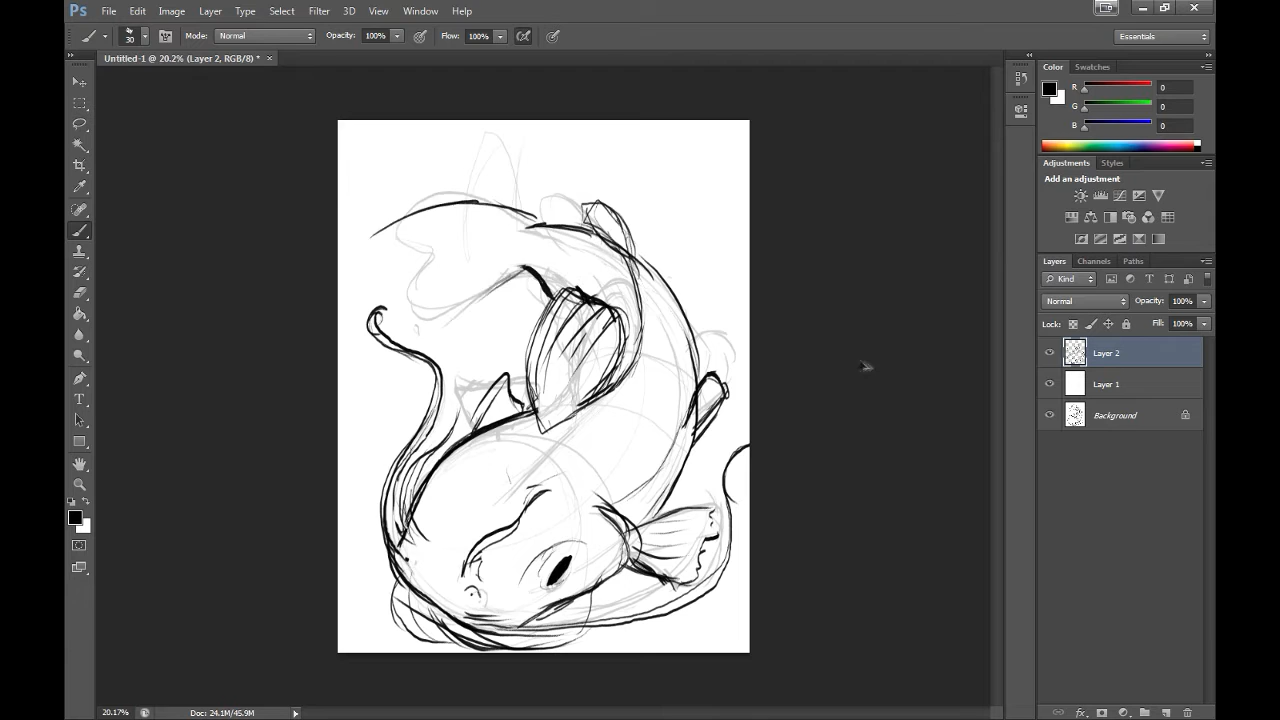 Ps File Edit Image Layer Type Select Filter 3D View Window Help
30 Mode: Normal Opacity: 100% Flow: 100% Essentials
Untitled-1 @ 20.2% (Layer 2, RGB/8) * ×
Color Swatches
R 0
G 0
B 0
Adjustments Styles
Add an adjustment
Layers Channels Paths
Kind
Normal Opacity: 100%
Lock: Fill: 100%
Layer 2
Layer 1
Background
20.17% Doc: 24.1M/45.9M